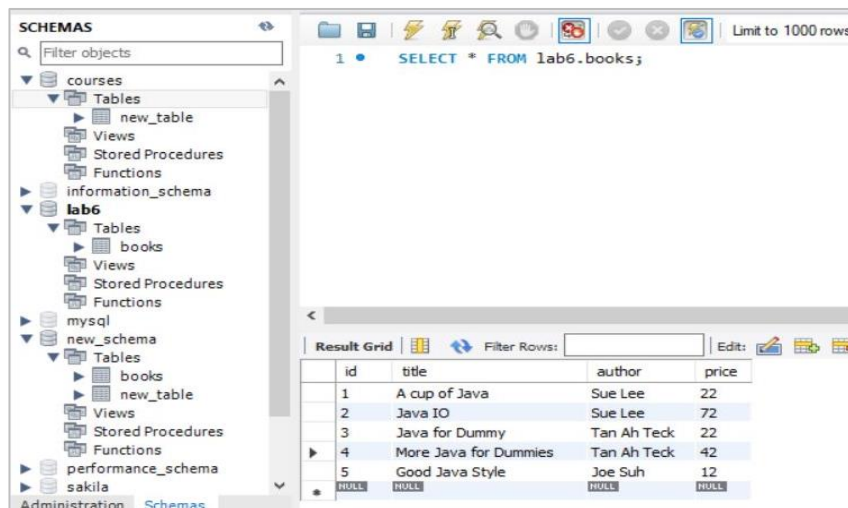 SCHEMAS
Filter objects
courses
Tables
new_table
Views
Stored Procedures
Functions
information_schema
lab6
Tables
books
Views
Stored Procedures
Functions
mysql
new_schema
Tables
books
new_table
Views
Stored Procedures
Functions
performance_schema
sakila
Administration Schemas
Limit to 1000 rows
1 SELECT * FROM lab6.books;
Result Grid Filter Rows: Edit:
id title author price
1 A cup of Java Sue Lee 22
2 Java IO Sue Lee 72
3 Java for Dummy Tan Ah Teck 22
4 More Java for Dummies Tan Ah Teck 42
5 Good Java Style Joe Suh 12
NULL NULL NULL NULL